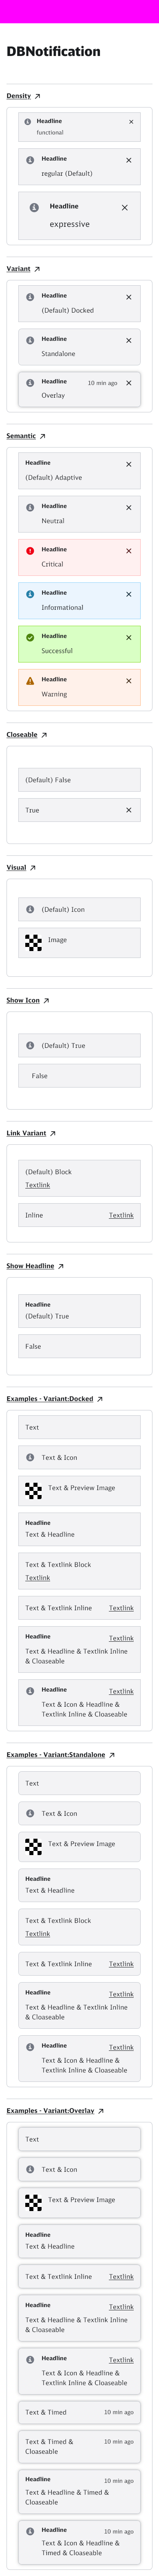 DBNotification
Density
Headline
functional
Headline
regular (Default)
Headline
expressive
Variant
Headline
(Default) Docked
Headline
Standalone
Headline 10 min ago
Overlay
Semantic
Headline
(Default) Adaptive
Headline
Neutral
Headline
Critical
Headline
Informational
Headline
Successful
Headline
Warning
Closeable
(Default) False
True
Visual
(Default) Icon
Image
Show Icon
(Default) True
False
Link Variant
(Default) Block
Textlink
Inline Textlink
Show Headline
Headline
(Default) True
False
Examples - Variant:Docked
Text
Text & Icon
Text & Preview Image
Headline
Text & Headline
Text & Textlink Block
Textlink
Text & Textlink Inline Textlink
Headline Textlink
Text & Headline & Textlink Inline
& Cloaseable
Headline Textlink
Text & Icon & Headline &
Textlink Inline & Cloaseable
Examples - Variant:Standalone
Text
Text & Icon
Text & Preview Image
Headline
Text & Headline
Text & Textlink Block
Textlink
Text & Textlink Inline Textlink
Headline Textlink
Text & Headline & Textlink Inline
& Cloaseable
Headline Textlink
Text & Icon & Headline &
Textlink Inline & Cloaseable
Examples - Variant:Overlay
Text
Text & Icon
Text & Preview Image
Headline
Text & Headline
Text & Textlink Inline Textlink
Headline Textlink
Text & Headline & Textlink Inline
& Cloaseable
Headline Textlink
Text & Icon & Headline &
Textlink Inline & Cloaseable
Text & Timed 10 min ago
Text & Timed & 10 min ago
Cloaseable
Headline 10 min ago
Text & Headline & Timed &
Cloaseable
Headline 10 min ago
Text & Icon & Headline &
Timed & Cloaseable